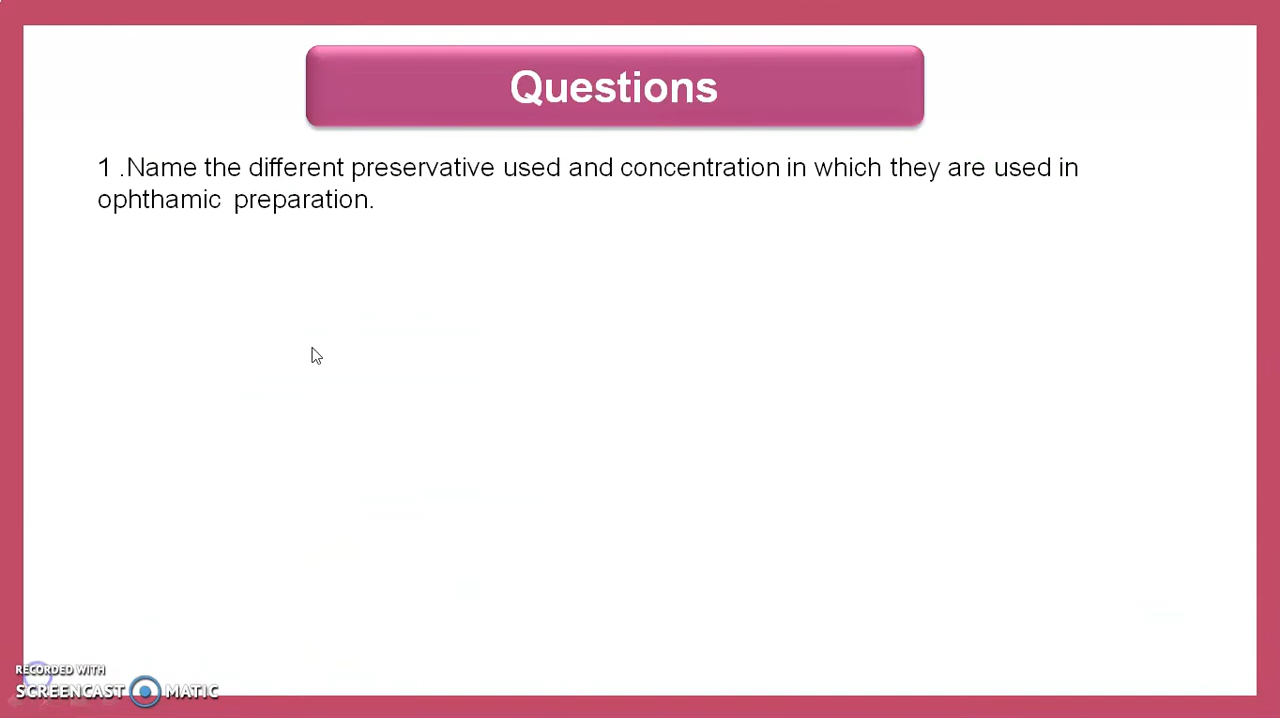 Questions
1 .Name the different preservative used and concentration in which they are used in
ophthamic preparation.
RECORDED WITH
SCREENCAST MATIC